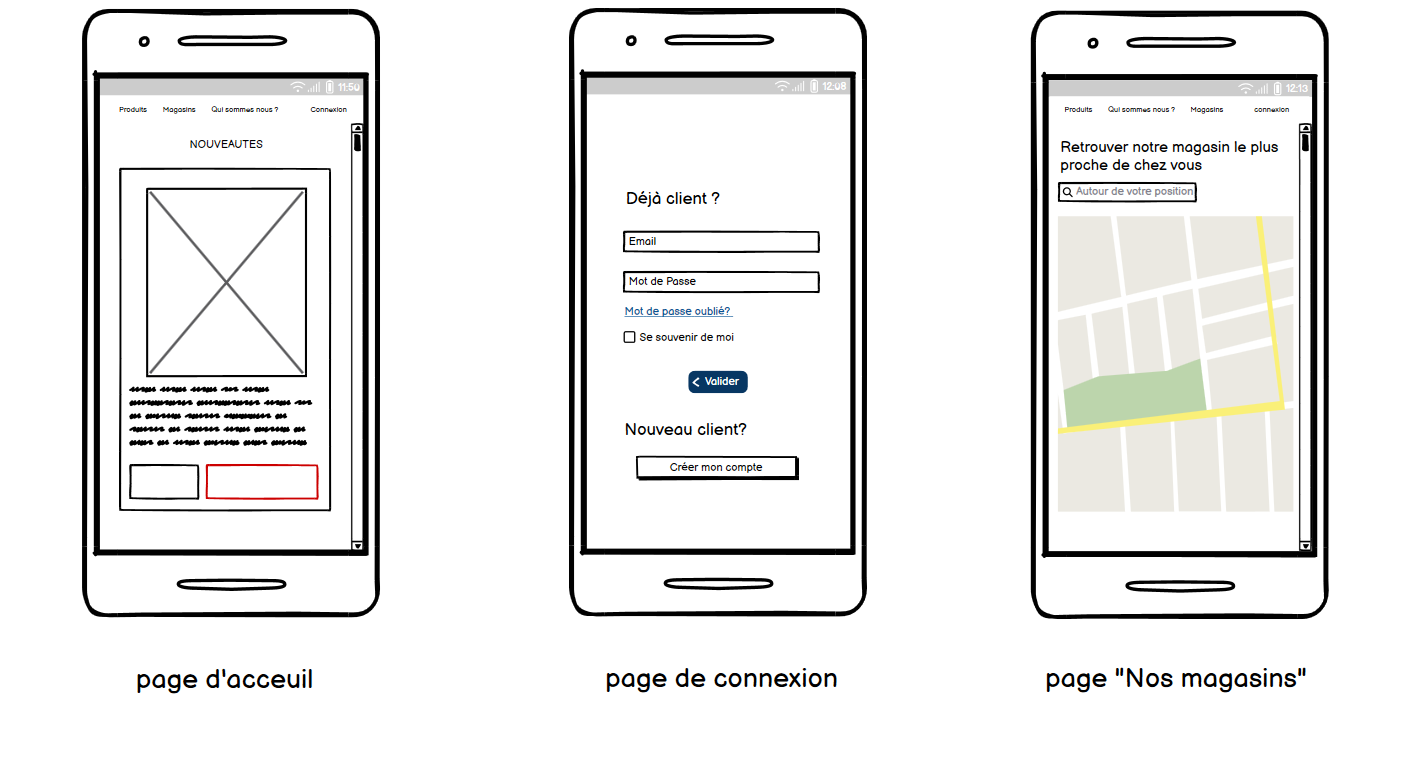 11:50
Produits Magasins Qui sommes nous ? Connexion
NOUVEAUTES
page d'acceuil
12:08
Déjà client ?
Email
Mot de Passe
Mot de passe oublié?
Se souvenir de moi
Valider
Nouveau client?
Créer mon compte
page de connexion
12:13
Produits Qui sommes nous ? Magasins connexion
Retrouver notre magasin le plus
proche de chez vous
Autour de votre position
page "Nos magasins"